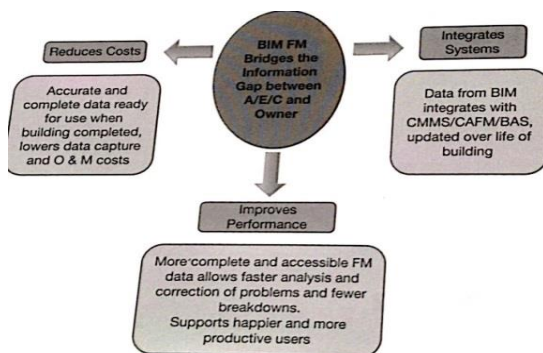 BIM FM
Bridges the
Information
Gap between
A/E/C and
Owner
Reduces Costs
Accurate and
complete data ready
for use when
building completed,
lowers data capture
and O & M costs
Integrates
Systems
Data from BIM
integrates with
CMMS/CAFM/BAS,
updated over life of
building
Improves
Performance
More complete and accessible FM
data allows faster analysis and
correction of problems and fewer
breakdowns.
Supports happier and more
productive users